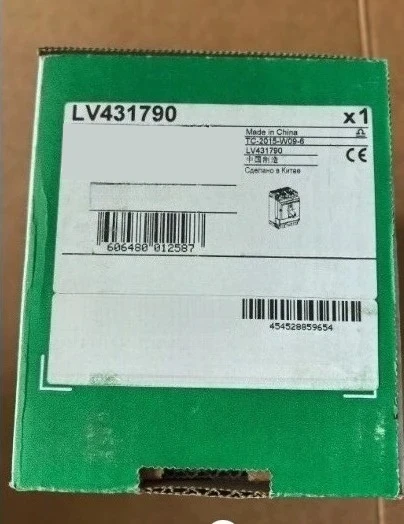 LV431790
x1
Made in China
TC-2015-W09-6
LV431790
中国制造
Сделано в Китае
CE
606480 012587
454528859654